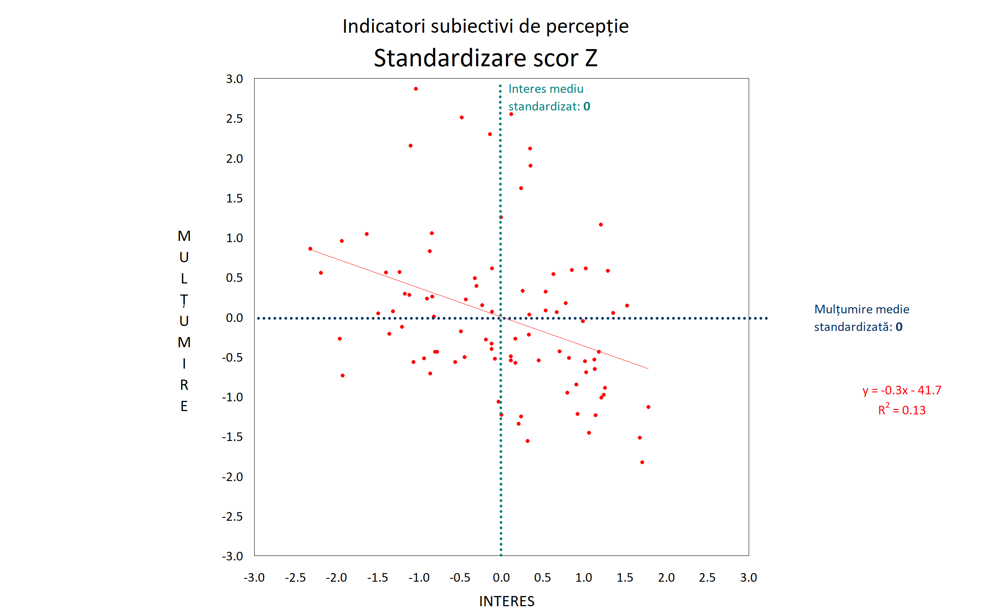 Indicatori subiectivi de percepție
Standardizare scor Z
Interes mediu
standardizat: 0
3.0
2.5
2.0
1.5
1.0
0.5
0.0
-0.5
-1.0
-1.5
-2.0
-2.5
-3.0
M
U
L
Ț
U
M
I
R
E
Mulțumire medie
standardizată: 0
y = -0.3x - 41.7
R² = 0.13
-3.0 -2.5 -2.0 -1.5 -1.0 -0.5 0.0 0.5 1.0 1.5 2.0 2.5 3.0
INTERES